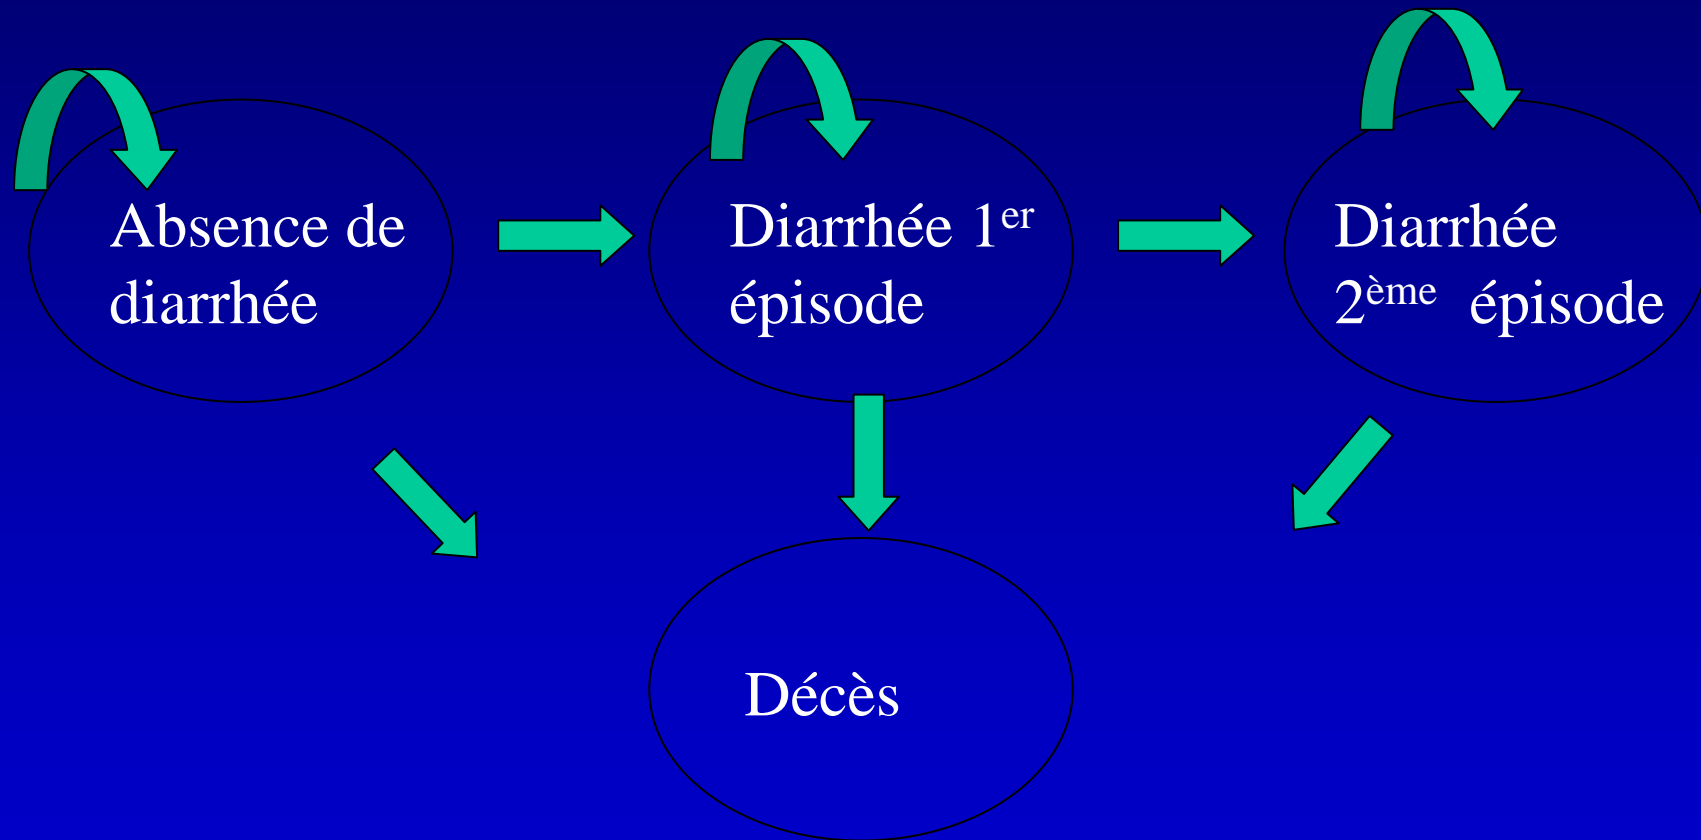 Absence de
diarrhée
Diarrhée 1er
épisode
Diarrhée
2ème épisode
Décès